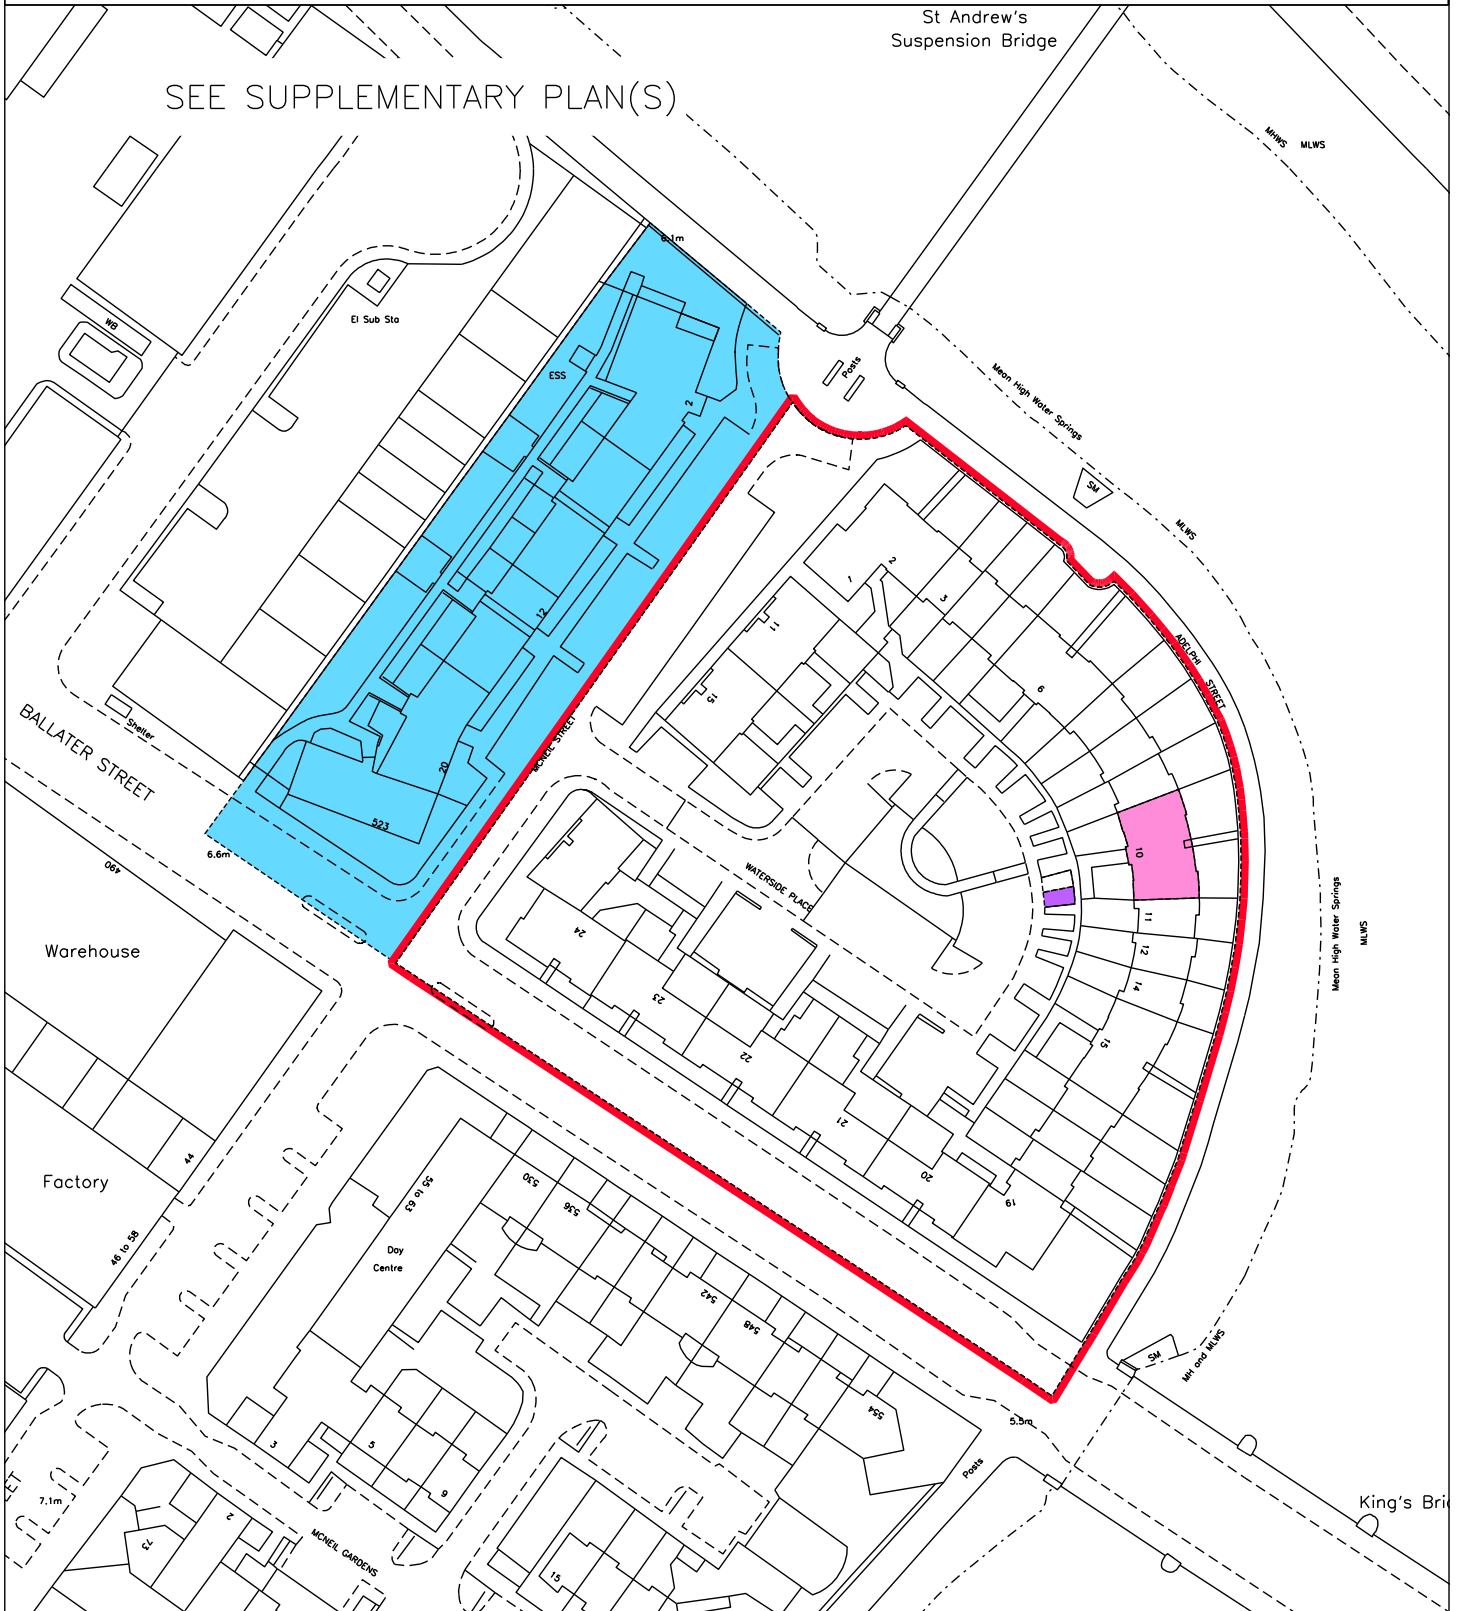 St Andrew's
Suspension Bridge
SEE SUPPLEMENTARY PLAN(S)
MHWS
MLWS
6.1m
WB
El Sub Sta
Posts
Mean High Water Springs
ESS
2
SM
MLWS
2
1
3
12
11
ADELPHI
STREET
15
6
BALLATER STREET
Shelter
MCNEIL STREET
20
523
6.6m
490
10
WATERSIDE PLACE
11
24
Mean High Water Springs
MLWS
Warehouse
12
23
14
22
15
21
44
20
19
Factory
55 to 63
530
536
46 to 58
Day
Centre
542
548
SM
MH and MLWS
554
5.5m
3
5
9
Posts
7.1m
King's Bri
2
73
MCNEIL GARDENS
15